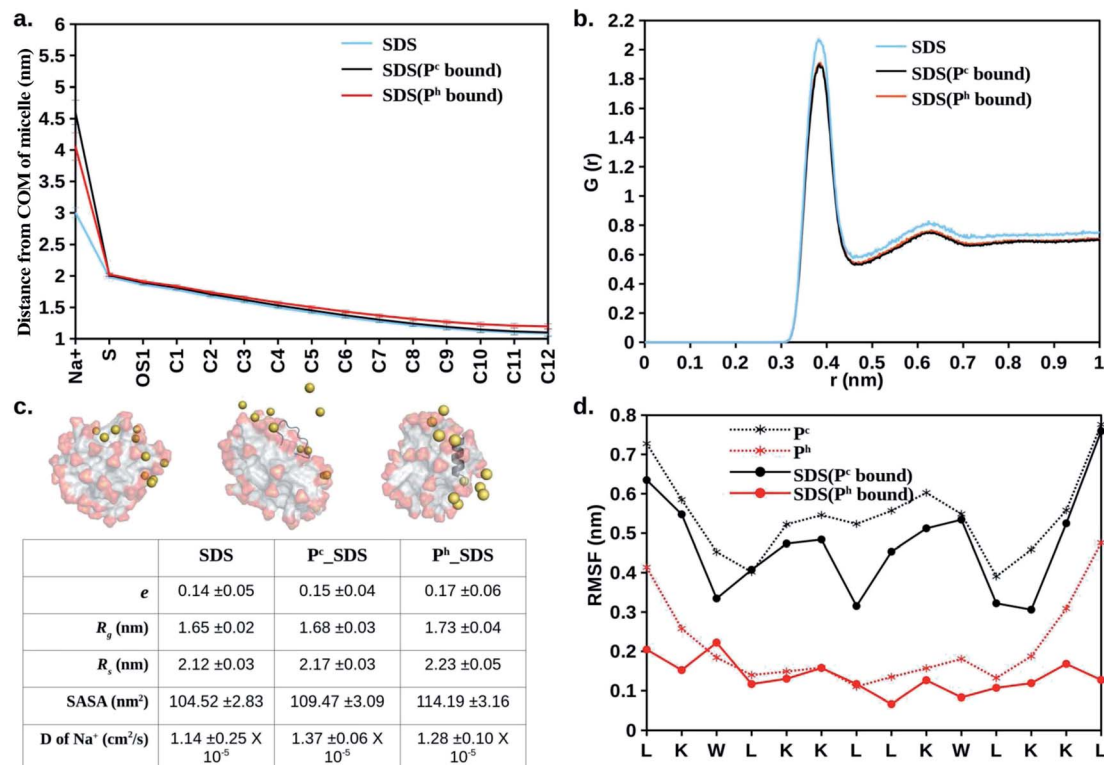 a.
6
5.5
5
4.5
4
3.5
3
2.5
2
1.5
1
Distance from COM of micelle (nm)
SDS
SDS(Pᶜ bound)
SDS(Pʰ bound)
Na+ S OS1 C1 C2 C3 C4 C5 C6 C7 C8 C9 C10 C11 C12
b.
2.2
2
1.8
1.6
1.4
1.2
1
0.8
0.6
0.4
0.2
0
G (r)
SDS
SDS(Pᶜ bound)
SDS(Pʰ bound)
0 0.1 0.2 0.3 0.4 0.5 0.6 0.7 0.8 0.9 1
r (nm)
c.
SDS Pᶜ_SDS Pʰ_SDS
e 0.14 ±0.05 0.15 ±0.04 0.17 ±0.06
Rg (nm) 1.65 ±0.02 1.68 ±0.03 1.73 ±0.04
Rs (nm) 2.12 ±0.03 2.17 ±0.03 2.23 ±0.05
SASA (nm²) 104.52 ±2.83 109.47 ±3.09 114.19 ±3.16
D of Na⁺ (cm²/s) 1.14 ±0.25 X 1.37 ±0.06 X 1.28 ±0.10 X
10⁻⁵ 10⁻⁵ 10⁻⁵
d.
0.8
0.7
0.6
0.5
0.4
0.3
0.2
0.1
0
RMSF (nm)
Pᶜ
Pʰ
SDS(Pᶜ bound)
SDS(Pʰ bound)
L K W L K K L L K W L K K L